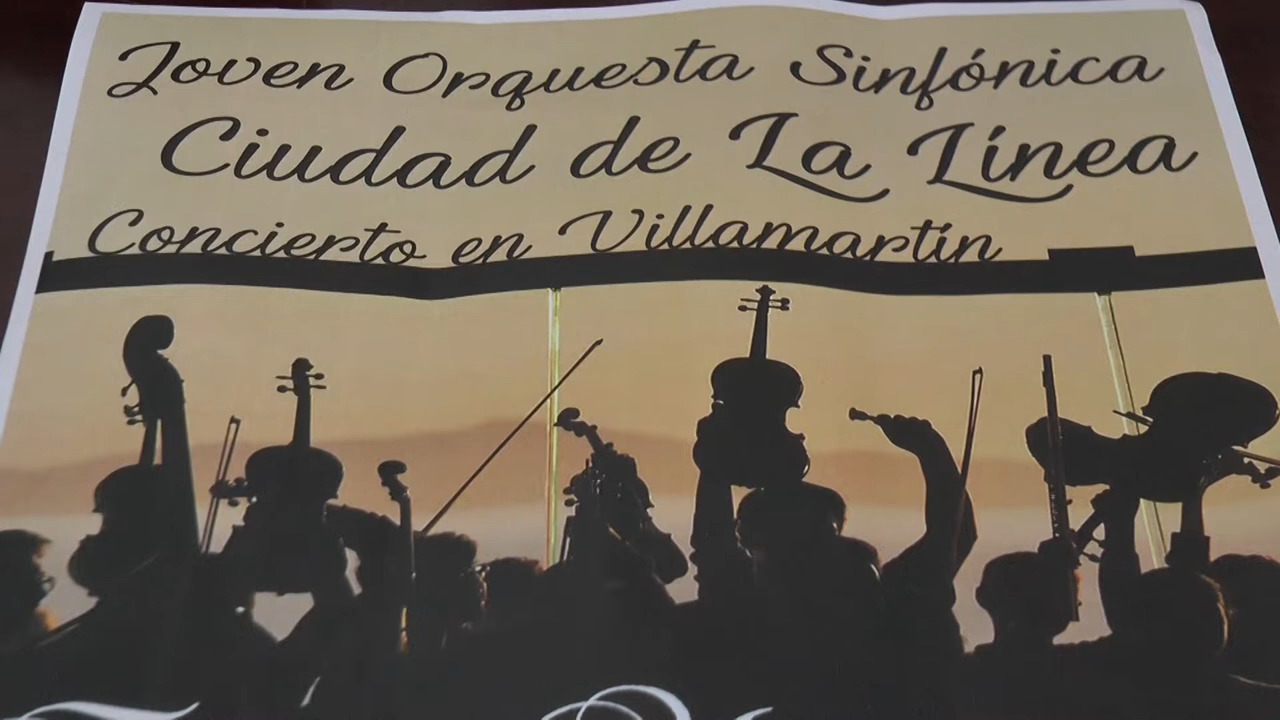 Joven Orquesta Sinfónica
Ciudad de La Línea
Concierto en Villamartín